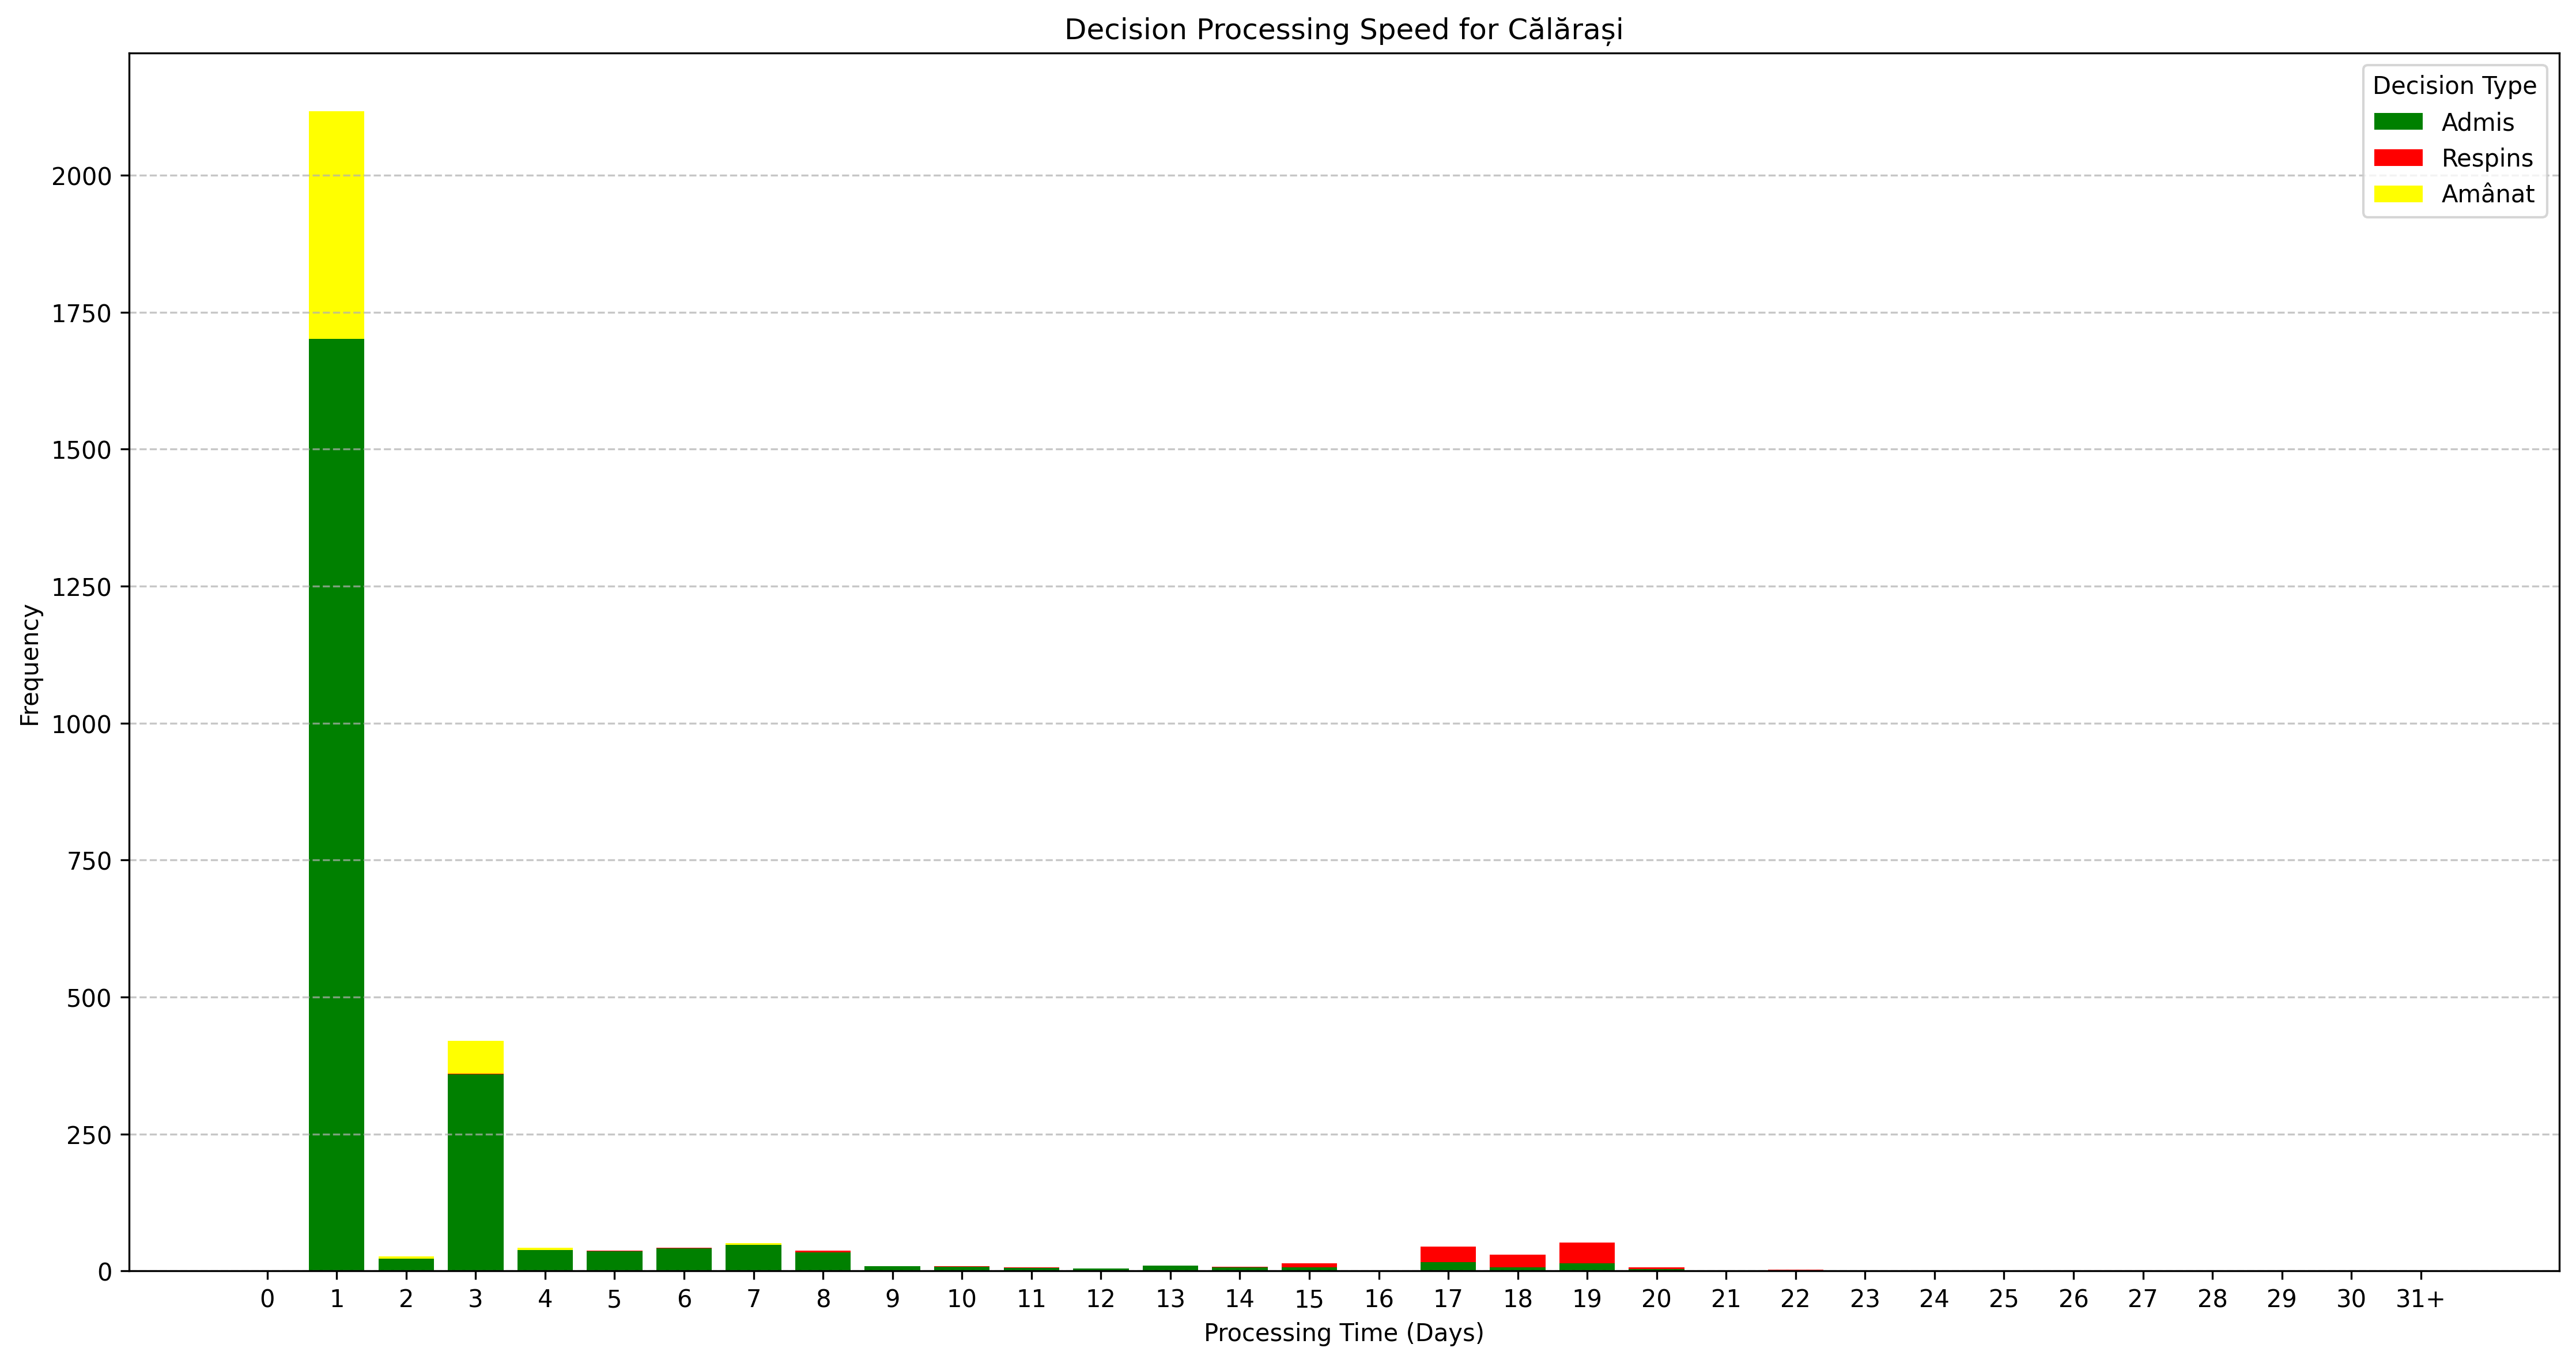 Decision Processing Speed for Călărași
Decision Type
Admis
Respins
Amânat
Frequency
2000
1750
1500
1250
1000
750
500
250
0
0 1 2 3 4 5 6 7 8 9 10 11 12 13 14 15 16 17 18 19 20 21 22 23 24 25 26 27 28 29 30 31+
Processing Time (Days)